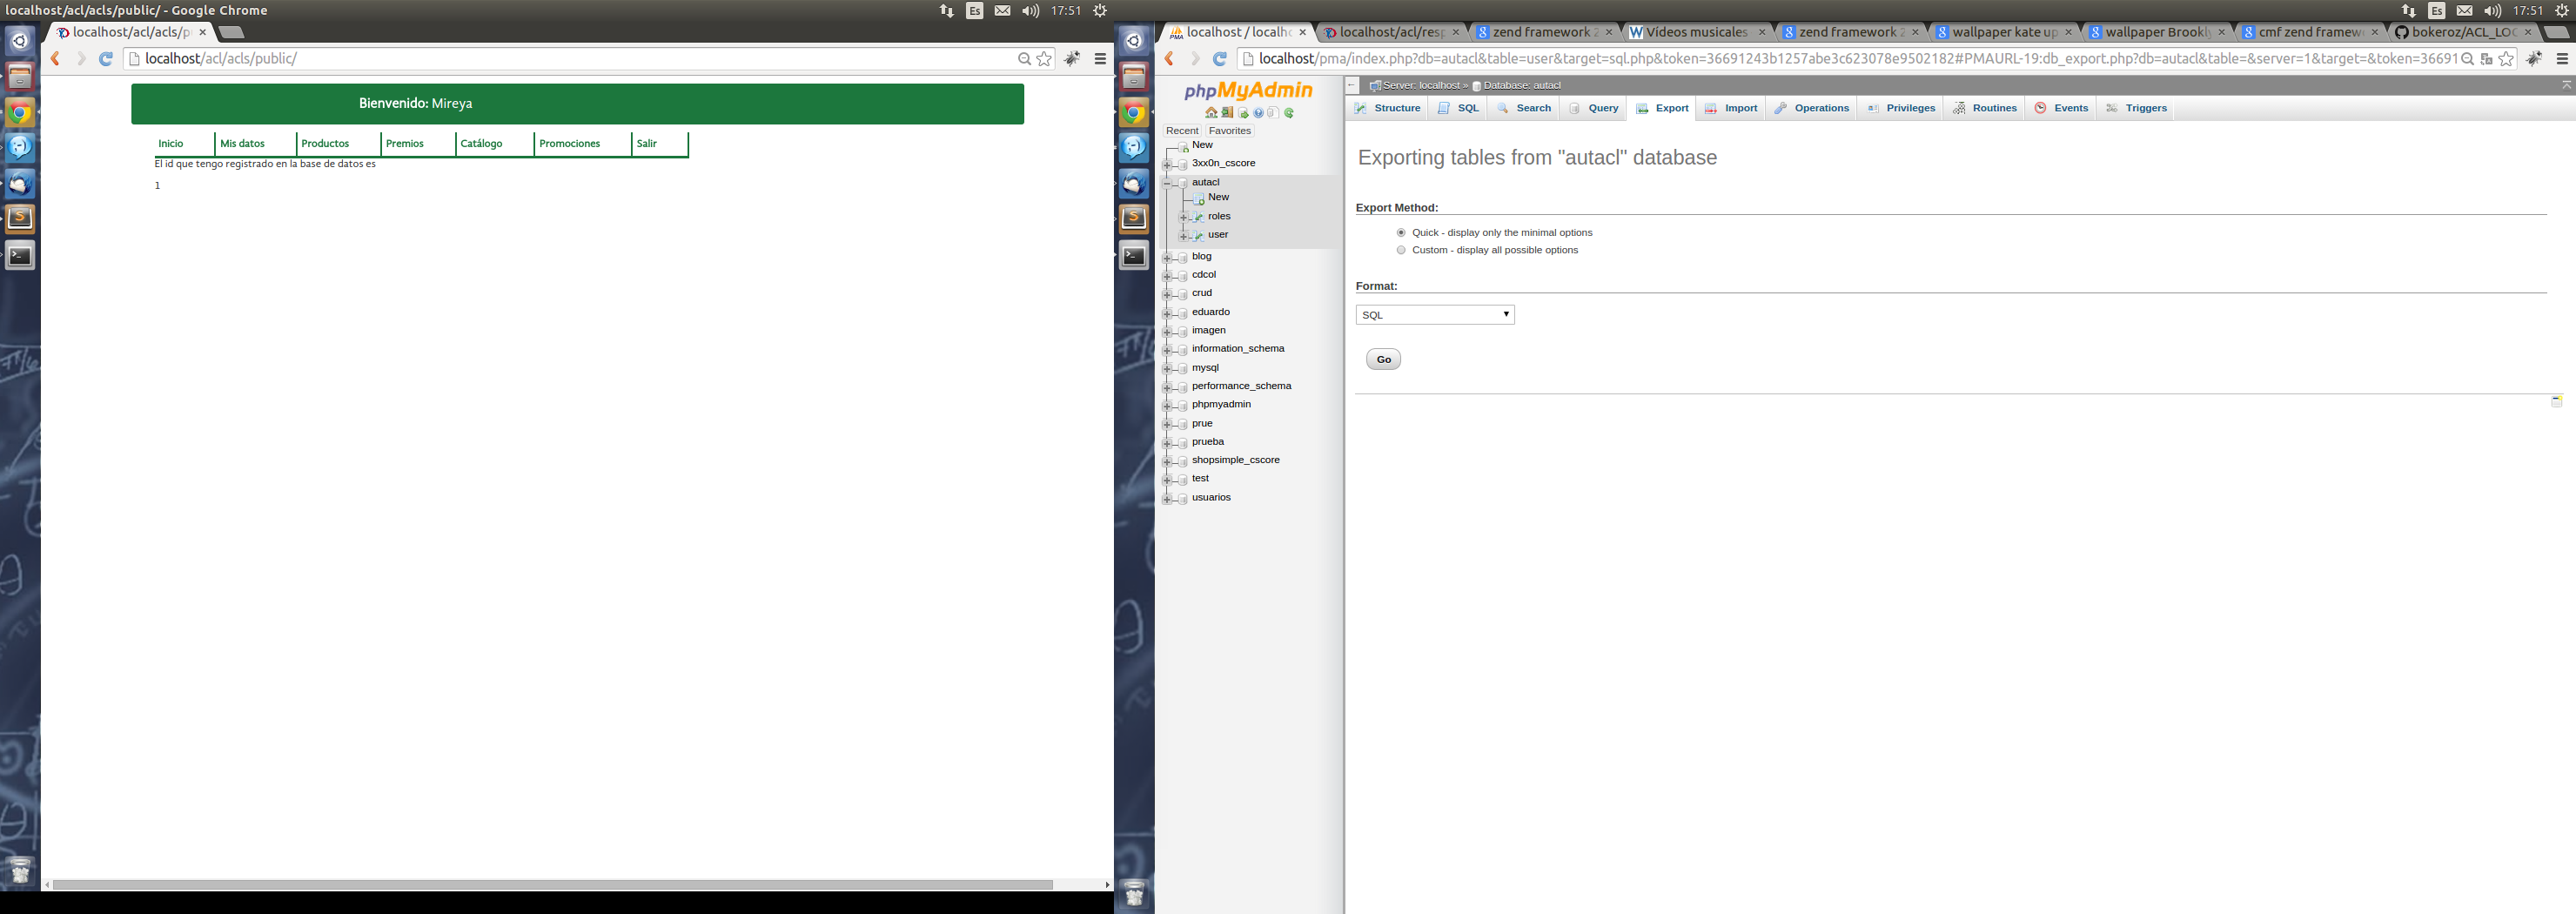 localhost/acl/acls/public/ - Google Chrome
Es
17:51
localhost/acl/acls/p
localhost/acl/acls/public/
Bienvenido: Mireya
Inicio
Mis datos
Productos
Premios
Catálogo
Promociones
Salir
El id que tengo registrado en la base de datos es
1
Es
17:51
localhost / localh
localhost/acl/resp
zend framework 2
Vídeos musicales
zend framework 2
wallpaper kate up
wallpaper Brookly
cmf zend framew
bokeroz/ACL_LOC
localhost/pma/index.php?db=autacl&table=user&target=sql.php&token=36691243b1257abe3c623078e9502182#PMAURL-19:db_export.php?db=autacl&table=&server=1&target=&token=36691
phpMyAdmin
Recent
Favorites
New
3xx0n_cscore
autacl
New
roles
user
blog
cdcol
crud
eduardo
imagen
information_schema
mysql
performance_schema
phpmyadmin
prue
prueba
shopsimple_cscore
test
usuarios
Server: localhost » Database: autacl
Structure
SQL
Search
Query
Export
Import
Operations
Privileges
Routines
Events
Triggers
Exporting tables from "autacl" database
Export Method:
Quick - display only the minimal options
Custom - display all possible options
Format:
SQL
Go